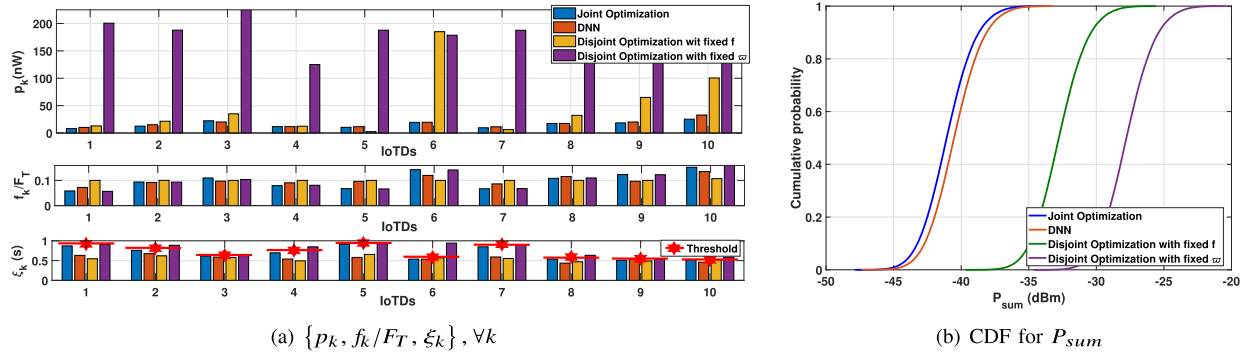 200
150
100
50
0
p_k(nW)
Joint Optimization
DNN
Disjoint Optimization wit fixed f
Disjoint Optimization with fixed ϖ
1 2 3 4 5 6 7 8 9 10
IoTDs
0.1
0
f_k/F_T
1 2 3 4 5 6 7 8 9 10
IoTDs
1
0.5
0
ξ_k (s)
Threshold
1 2 3 4 5 6 7 8 9 10
IoTDs
(a) {p_k, f_k/F_T, ξ_k}, ∀k
1
0.8
0.6
0.4
0.2
0
Cumulative probability
Joint Optimization
DNN
Disjoint Optimization with fixed f
Disjoint Optimization with fixed ϖ
-50 -45 -40 -35 -30 -25 -20
P_sum (dBm)
(b) CDF for P_sum